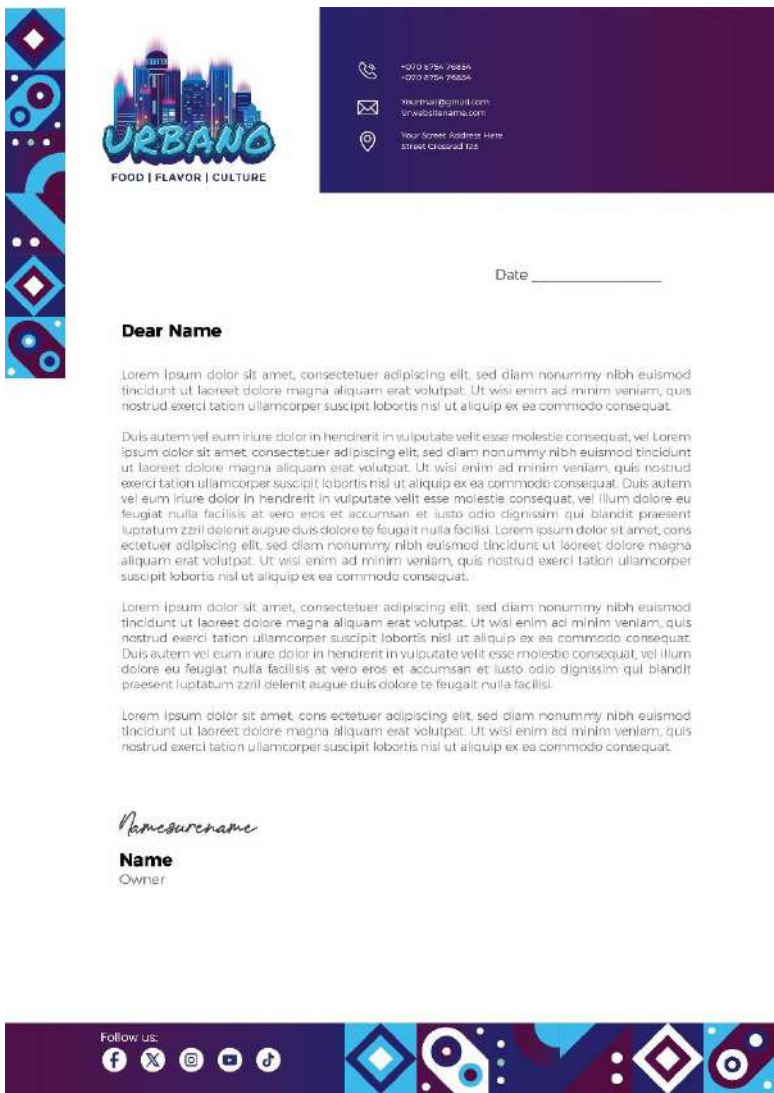 URBANO
FOOD | FLAVOR | CULTURE
+070 8754 76834
+070 8754 76834
Yourmail@gmail.com
Urwebsitename.com
Your Street Address Here
Street Crosroad 123
Date
Dear Name
Lorem ipsum dolor sit amet, consectetuer adipiscing elit, sed diam nonummy nibh euismod
tincidunt ut laoreet dolore magna aliquam erat volutpat. Ut wisi enim ad minim veniam, quis
nostrud exerci tation ullamcorper suscipit lobortis nisl ut aliquip ex ea commodo consequat.
Duis autem vel eum iriure dolor in hendrerit in vulputate velit esse molestie consequat, vel Lorem
ipsum dolor sit amet, consectetuer adipiscing elit, sed diam nonummy nibh euismod tincidunt
ut laoreet dolore magna aliquam erat volutpat. Ut wisi enim ad minim veniam, quis nostrud
exerci tation ullamcorper suscipit lobortis nisl ut aliquip ex ea commodo consequat. Duis autem
vel eum iriure dolor in hendrerit in vulputate velit esse molestie consequat, vel illum dolore eu
feugiat nulla facilisis at vero eros et accumsan et iusto odio dignissim qui blandit praesent
luptatum zzril delenit augue duis dolore te feugait nulla facilisi. Lorem ipsum dolor sit amet, cons
ectetuer adipiscing elit, sed diam nonummy nibh euismod tincidunt ut laoreet dolore magna
aliquam erat volutpat. Ut wisi enim ad minim veniam, quis nostrud exerci tation ullamcorper
suscipit lobortis nisl ut aliquip ex ea commodo consequat.
Lorem ipsum dolor sit amet, consectetuer adipiscing elit, sed diam nonummy nibh euismod
tincidunt ut laoreet dolore magna aliquam erat volutpat. Ut wisi enim ad minim veniam, quis
nostrud exerci tation ullamcorper suscipit lobortis nisl ut aliquip ex ea commodo consequat.
Duis autem vel eum iriure dolor in hendrerit in vulputate velit esse molestie consequat, vel illum
dolore eu feugiat nulla facilisis at vero eros et accumsan et iusto odio dignissim qui blandit
praesent luptatum zzril delenit augue duis dolore te feugait nulla facilisi.
Lorem ipsum dolor sit amet, cons ectetuer adipiscing elit, sed diam nonummy nibh euismod
tincidunt ut laoreet dolore magna aliquam erat volutpat. Ut wisi enim ad minim veniam, quis
nostrud exerci tation ullamcorper suscipit lobortis nisl ut aliquip ex ea commodo consequat.
Namesurename
Name
Owner
Follow us: